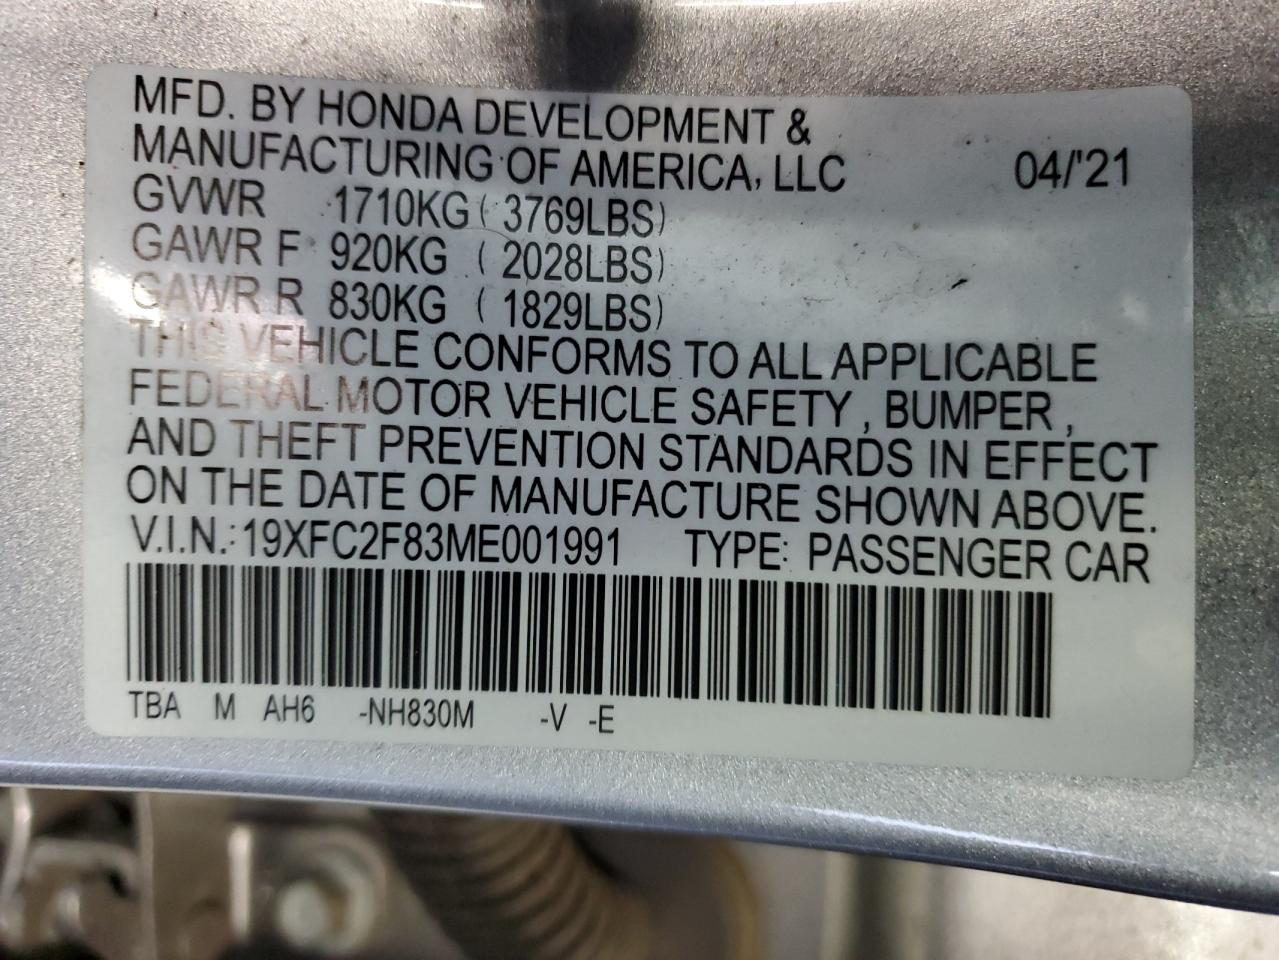 MFD. BY HONDA DEVELOPMENT &
MANUFACTURING OF AMERICA, LLC 04/'21
GVWR 1710KG ( 3769LBS)
GAWR F 920KG ( 2028LBS)
GAWR R 830KG ( 1829LBS)
THIS VEHICLE CONFORMS TO ALL APPLICABLE
FEDERAL MOTOR VEHICLE SAFETY , BUMPER ,
AND THEFT PREVENTION STANDARDS IN EFFECT
ON THE DATE OF MANUFACTURE SHOWN ABOVE.
V.I.N.: 19XFC2F83ME001991 TYPE: PASSENGER CAR
TBA M AH6 -NH830M -V -E